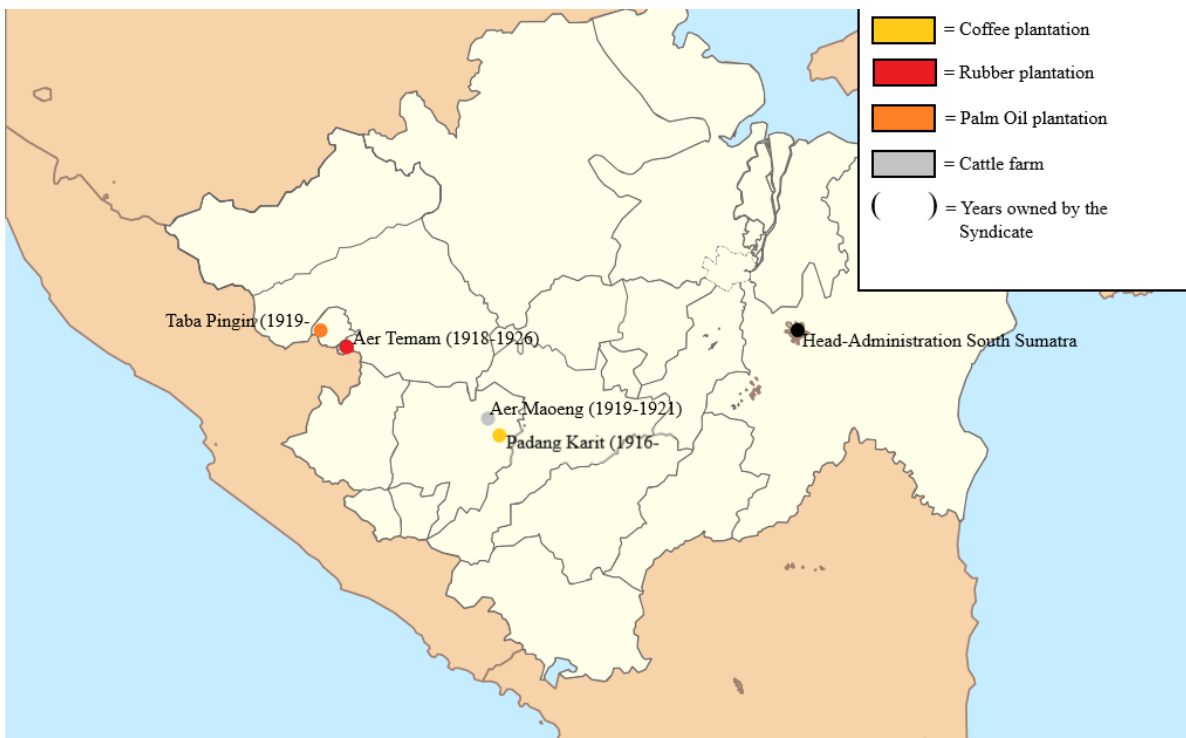 = Coffee plantation
= Rubber plantation
= Palm Oil plantation
= Cattle farm
( ) = Years owned by the
Syndicate
Taba Pingin (1919-
Aer Temam (1918-1926)
Head-Administration South Sumatra
Aer Maoeng (1919-1921)
Padang Karit (1916-